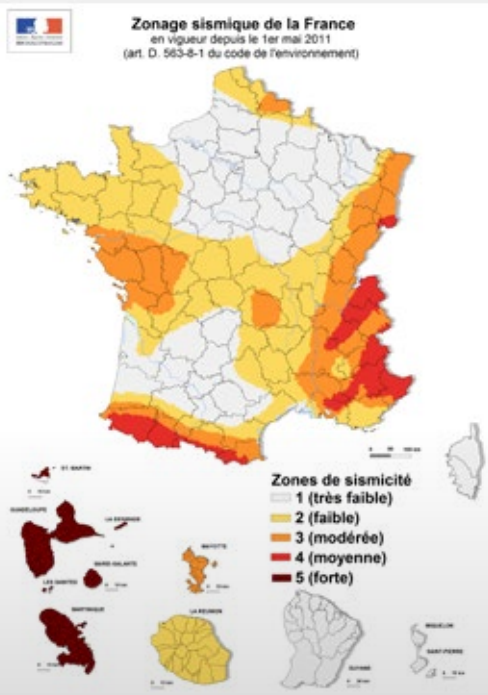 Zonage sismique de la France
en vigueur depuis le 1er mai 2011
(art. D. 563-8-1 du code de l'environnement)
Zones de sismicité
1 (très faible)
2 (faible)
3 (modérée)
4 (moyenne)
5 (forte)
ST. MARTIN
GUADELOUPE
LA DESIRADE
MARIE-GALANTE
LES SAINTES
MAYOTTE
MARTINIQUE
LA REUNION
GUYANE
MIQUELON
SAINT-PIERRE